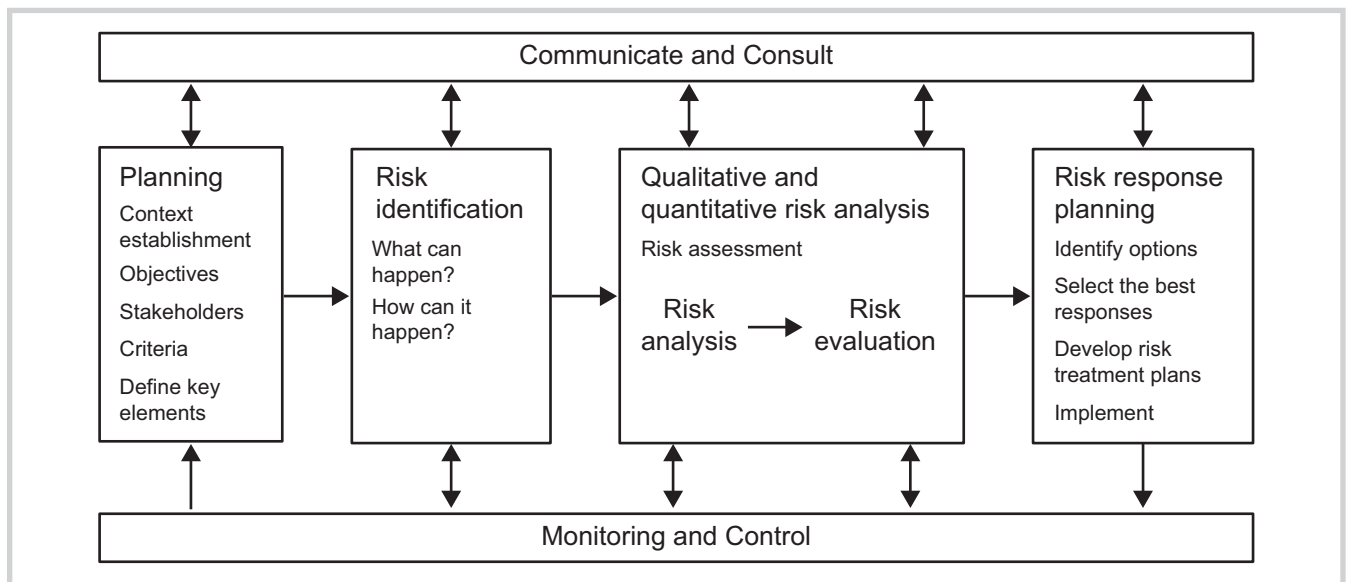 Communicate and Consult
Planning
Context
establishment
Objectives
Stakeholders
Criteria
Define key
elements
Risk
identification
What can
happen?
How can it
happen?
Qualitative and
quantitative risk analysis
Risk assessment
Risk
analysis
Risk
evaluation
Risk response
planning
Identify options
Select the best
responses
Develop risk
treatment plans
Implement
Monitoring and Control